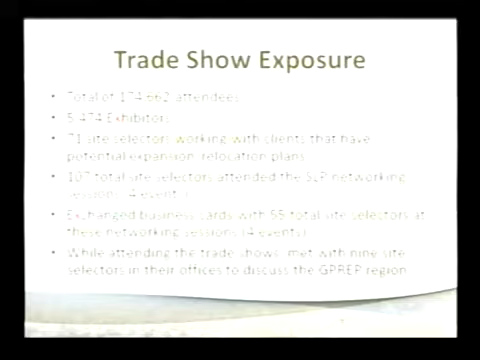 Trade Show Exposure
• Total of 174,662 attendees
• 5,474 Exhibitors
• 71 site selectors working with clients that have
potential expansion/relocation plans
• 107 total site selectors attended the SLP networking
sessions (4 events)
• Exchanged business cards with 55 total site selectors at
these networking sessions (4 events)
• While attending the trade shows, met with nine site
selectors in their offices to discuss the GPREP region